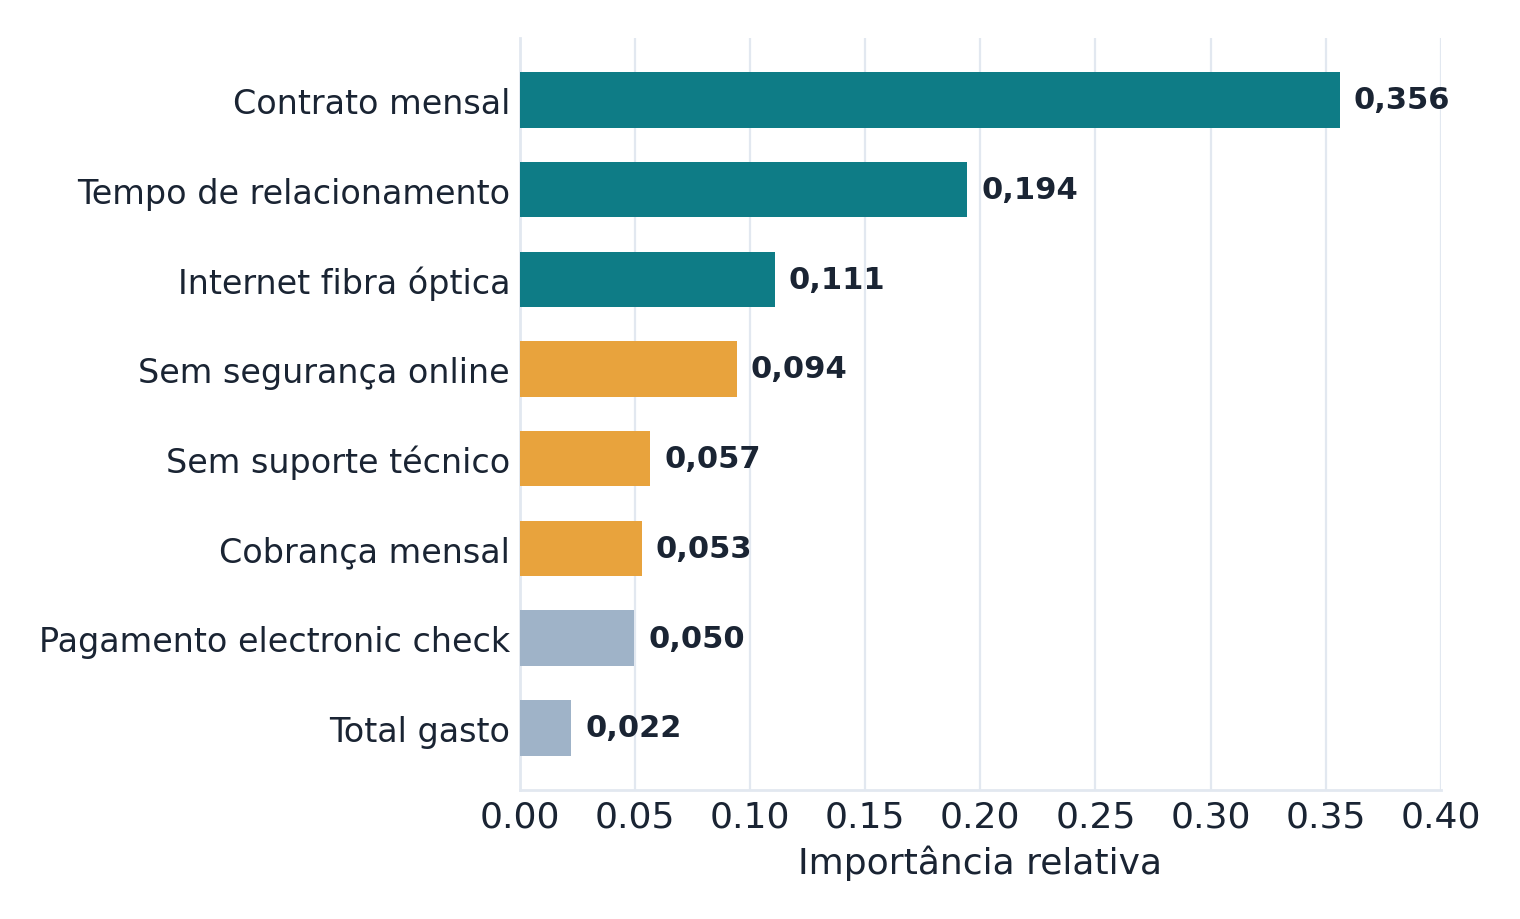 Contrato mensal 0,356
Tempo de relacionamento 0,194
Internet fibra óptica 0,111
Sem segurança online 0,094
Sem suporte técnico 0,057
Cobrança mensal 0,053
Pagamento electronic check 0,050
Total gasto 0,022
0.00 0.05 0.10 0.15 0.20 0.25 0.30 0.35 0.40
Importância relativa